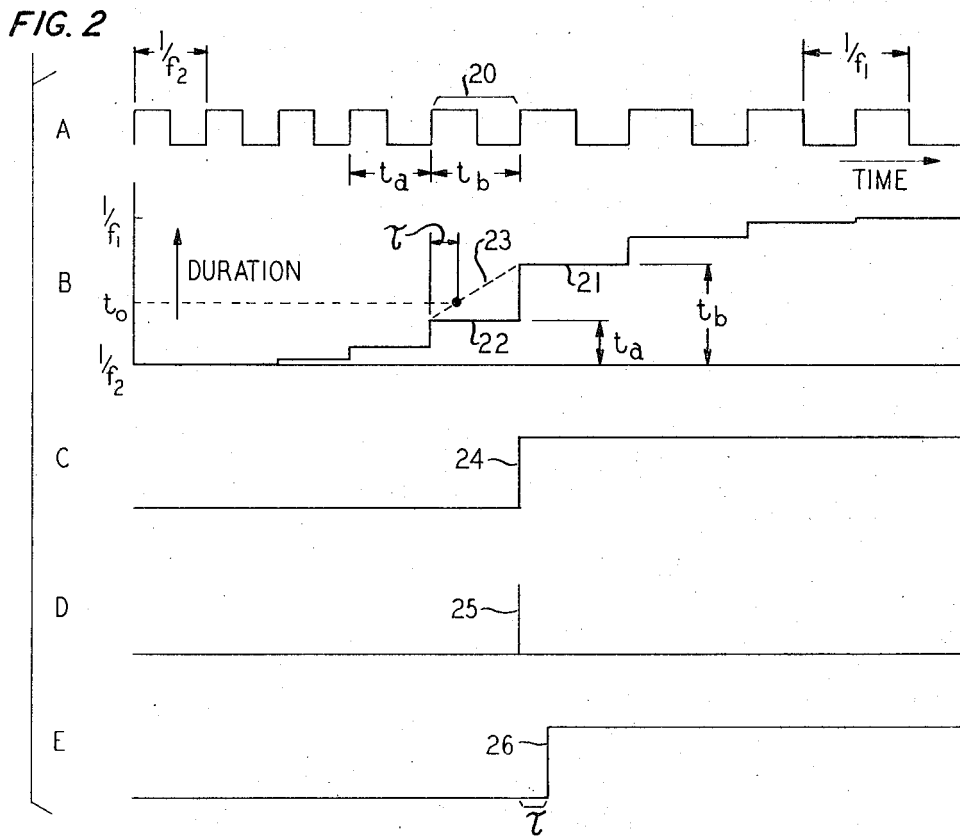 FIG. 2
1/f2
20
1/f1
A
ta
tb
TIME
1/f1
τ
23
DURATION
B
21
to
tb
22
ta
1/f2
C
24
D
25
E
26
τ